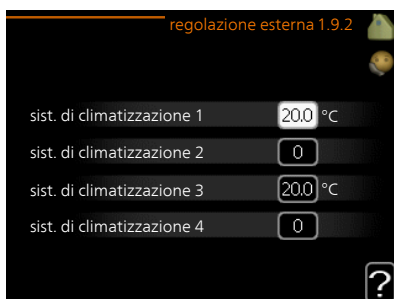 regolazione esterna 1.9.2
sist. di climatizzazione 1 20.0 °C
sist. di climatizzazione 2 0
sist. di climatizzazione 3 20.0 °C
sist. di climatizzazione 4 0
?